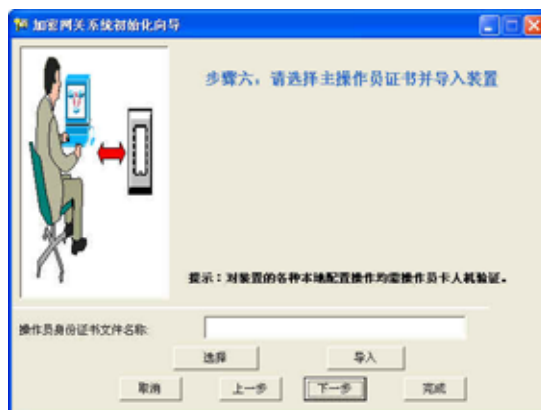 加密网关系统初始化向导
步骤六，请选择主操作员证书并导入装置
提示：对装置的各种本地配置操作均需操作员卡人机验证。
操作员身份证书文件名称:
选择
导入
取消
上一步
下一步
完成